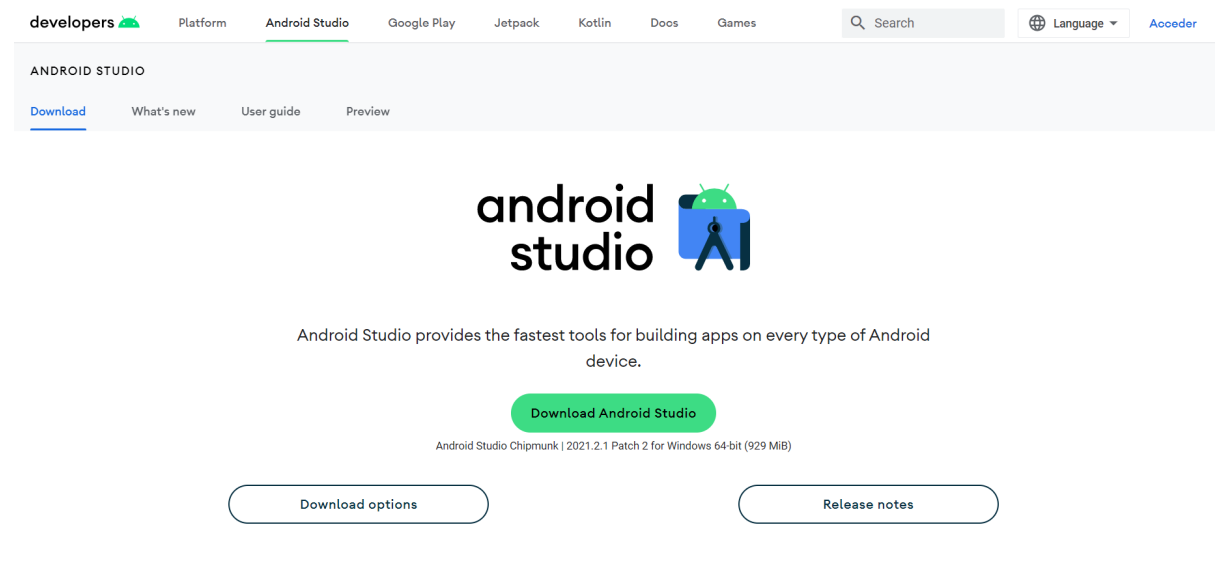 developers Platform Android Studio Google Play Jetpack Kotlin Docs Games Search Language Acceder
ANDROID STUDIO
Download What's new User guide Preview
android
studio
Android Studio provides the fastest tools for building apps on every type of Android
device.
Download Android Studio
Android Studio Chipmunk | 2021.2.1 Patch 2 for Windows 64-bit (929 MiB)
Download options Release notes